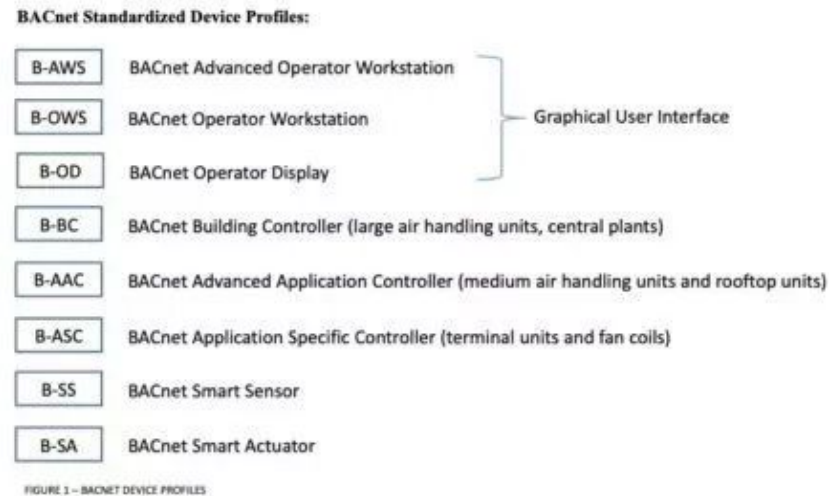 BACnet Standardized Device Profiles:
B-AWS BACnet Advanced Operator Workstation
B-OWS BACnet Operator Workstation Graphical User Interface
B-OD BACnet Operator Display
B-BC BACnet Building Controller (large air handling units, central plants)
B-AAC BACnet Advanced Application Controller (medium air handling units and rooftop units)
B-ASC BACnet Application Specific Controller (terminal units and fan coils)
B-SS BACnet Smart Sensor
B-SA BACnet Smart Actuator
FIGURE 1 – BACNET DEVICE PROFILES